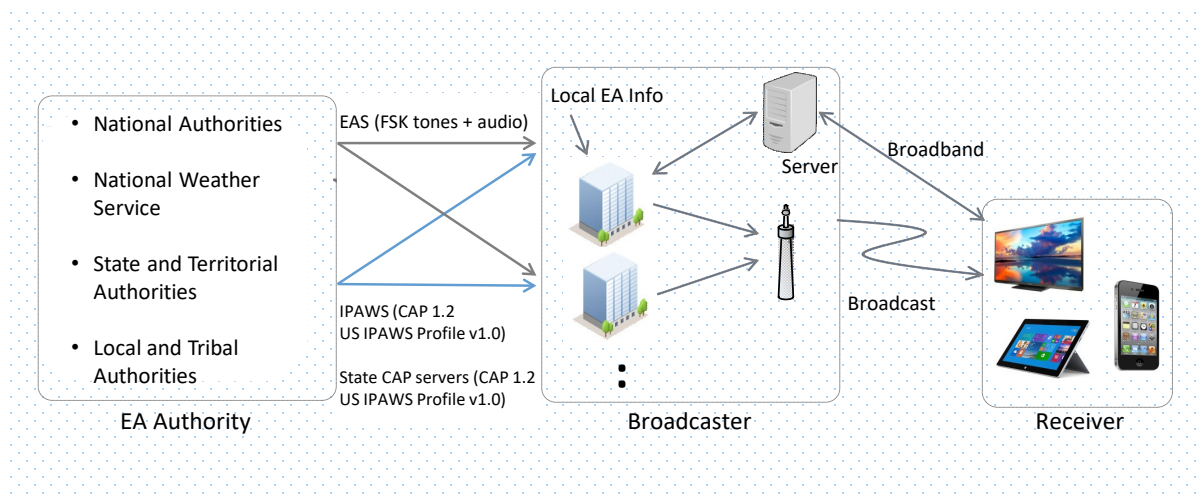 • National Authorities
• National Weather
Service
• State and Territorial
Authorities
• Local and Tribal
Authorities
EA Authority
EAS (FSK tones + audio)
IPAWS (CAP 1.2
US IPAWS Profile v1.0)
State CAP servers (CAP 1.2
US IPAWS Profile v1.0)
Local EA Info
Server
Broadcaster
Broadband
Broadcast
Receiver